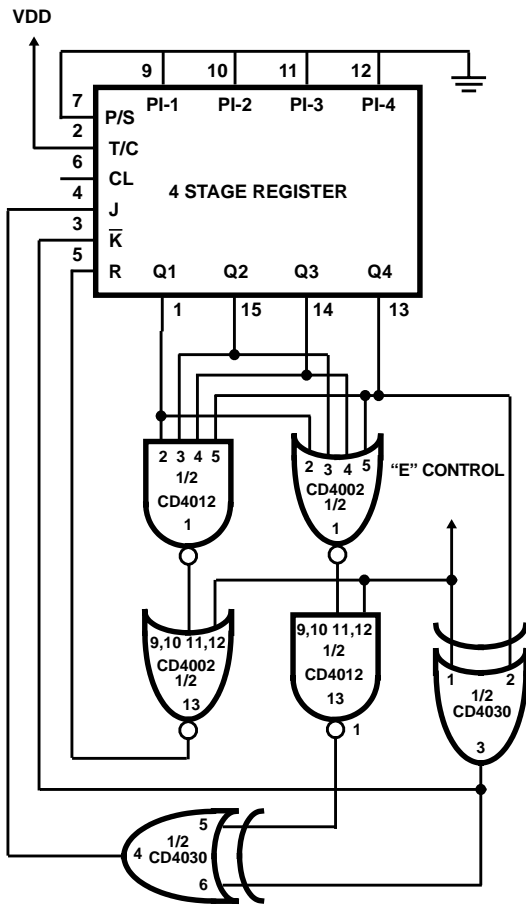 VDD
9 10 11 12
7 P/S PI-1 PI-2 PI-3 PI-4
2 T/C
6 CL
4 J 4 STAGE REGISTER
3 K̅
5 R Q1 Q2 Q3 Q4
1 15 14 13
2 3 4 5
1/2
CD4012
1
2 3 4 5
CD4002
1/2
1
“E” CONTROL
9,10 11,12
CD4002
1/2
13
9,10 11,12
1/2
CD4012
13
1
1 2
1/2
CD4030
3
5
4 1/2
CD4030
6